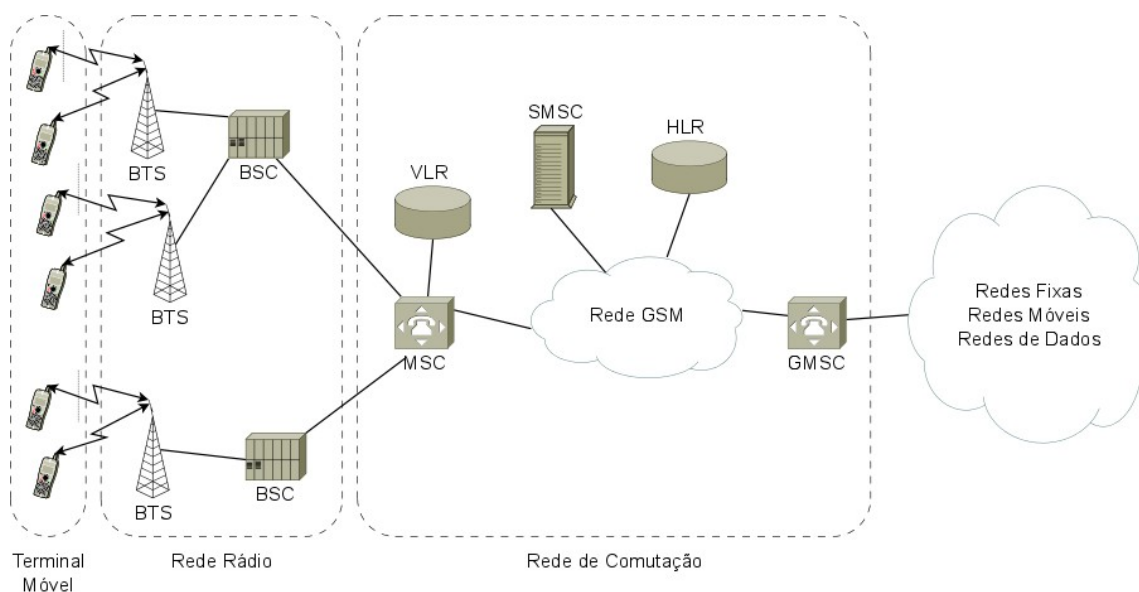 SMSC
HLR
VLR
BTS
BSC
BTS
Rede GSM
MSC
GMSC
Redes Fixas
Redes Móveis
Redes de Dados
BTS
BSC
Terminal
Móvel
Rede Rádio
Rede de Comutação